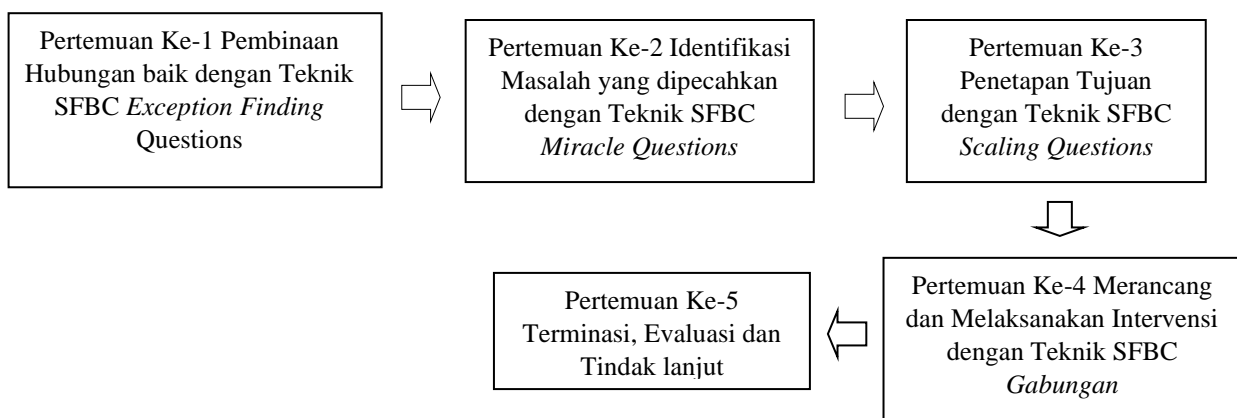 Pertemuan Ke-1 Pembinaan
Hubungan baik dengan Teknik
SFBC Exception Finding
Questions
Pertemuan Ke-2 Identifikasi
Masalah yang dipecahkan
dengan Teknik SFBC
Miracle Questions
Pertemuan Ke-3
Penetapan Tujuan
dengan Teknik SFBC
Scaling Questions
Pertemuan Ke-4 Merancang
dan Melaksanakan Intervensi
dengan Teknik SFBC
Gabungan
Pertemuan Ke-5
Terminasi, Evaluasi dan
Tindak lanjut